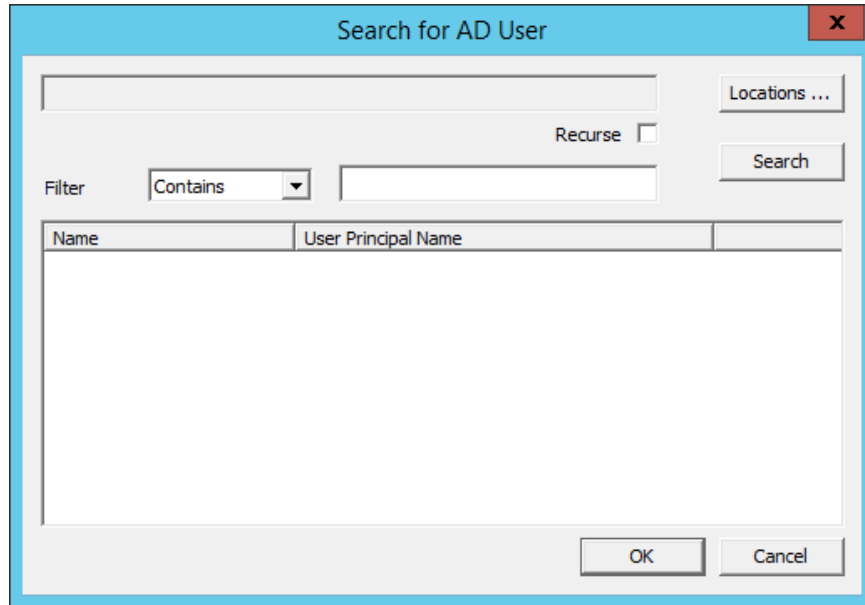 Search for AD User
x
Locations ...
Recurse
Search
Filter Contains
Name User Principal Name
OK Cancel